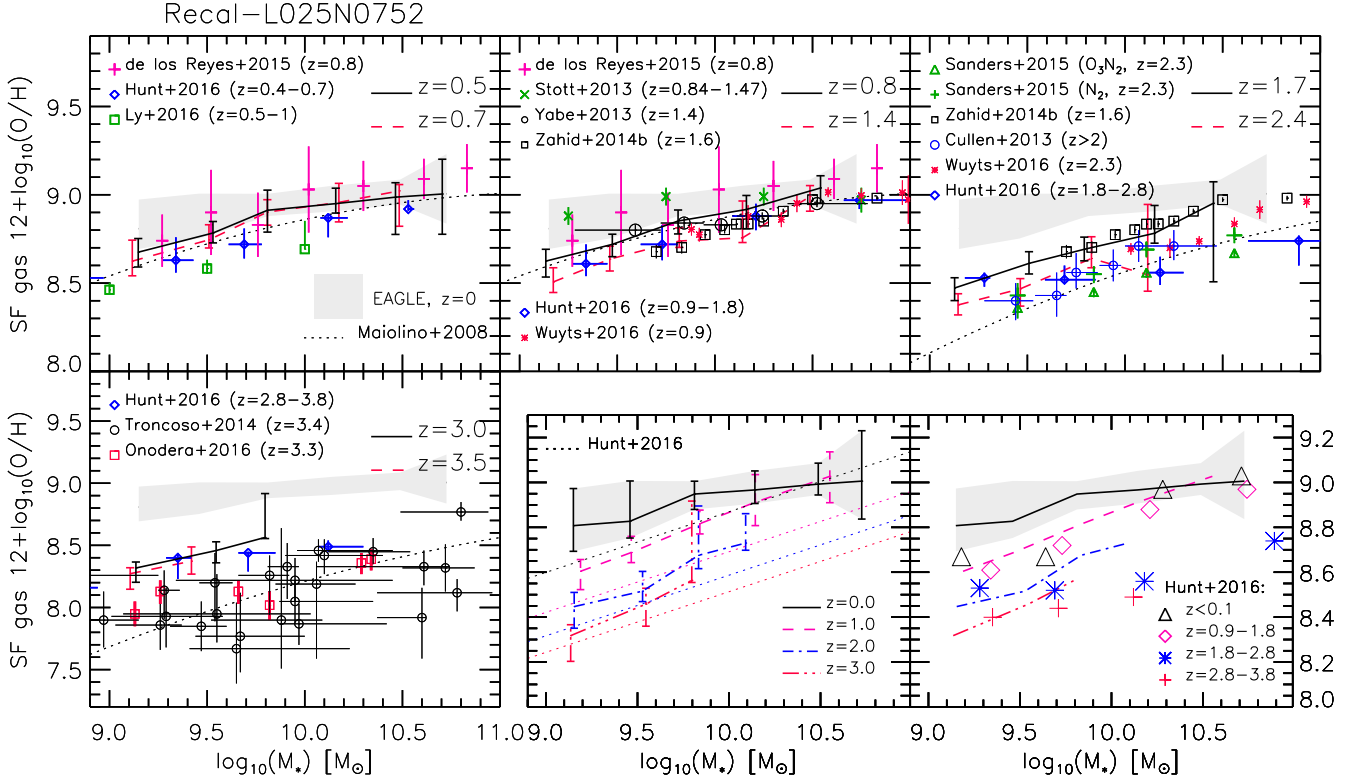 Recal-L025N0752
de los Reyes+2015 (z=0.8)
Hunt+2016 (z=0.4-0.7)
Ly+2016 (z=0.5-1)
z=0.5
z=0.7
EAGLE, z=0
Maiolino+2008
SF gas 12+log₁₀(O/H)
9.5
9.0
8.5
8.0
de los Reyes+2015 (z=0.8)
Stott+2013 (z=0.84-1.47)
Yabe+2013 (z=1.4)
Zahid+2014b (z=1.6)
z=0.8
z=1.4
Hunt+2016 (z=0.9-1.8)
Wuyts+2016 (z=0.9)
Sanders+2015 (O₃N₂, z=2.3)
Sanders+2015 (N₂, z=2.3)
Zahid+2014b (z=1.6)
Cullen+2013 (z>2)
Wuyts+2016 (z=2.3)
Hunt+2016 (z=1.8-2.8)
z=1.7
z=2.4
Hunt+2016 (z=2.8-3.8)
Troncoso+2014 (z=3.4)
Onodera+2016 (z=3.3)
z=3.0
z=3.5
SF gas 12+log₁₀(O/H)
9.5
9.0
8.5
8.0
7.5
9.0 9.5 10.0 10.5 11.0
log₁₀(M*) [M⊙]
Hunt+2016
z=0.0
z=1.0
z=2.0
z=3.0
9.0 9.5 10.0 10.5
log₁₀(M*) [M⊙]
Hunt+2016:
z<0.1
z=0.9-1.8
z=1.8-2.8
z=2.8-3.8
9.2
9.0
8.8
8.6
8.4
8.2
8.0
9.0 9.5 10.0 10.5
log₁₀(M*) [M⊙]